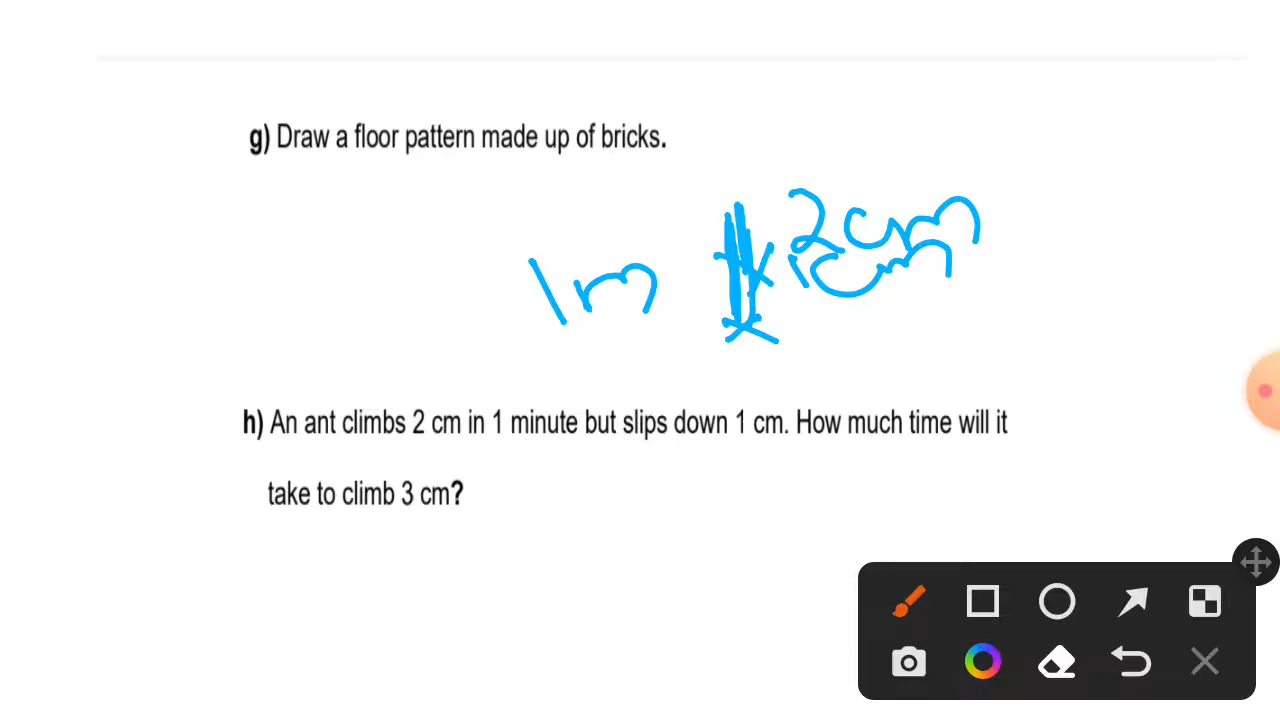 g) Draw a floor pattern made up of bricks.
2cm
1m 1cm
h) An ant climbs 2 cm in 1 minute but slips down 1 cm. How much time will it
take to climb 3 cm?